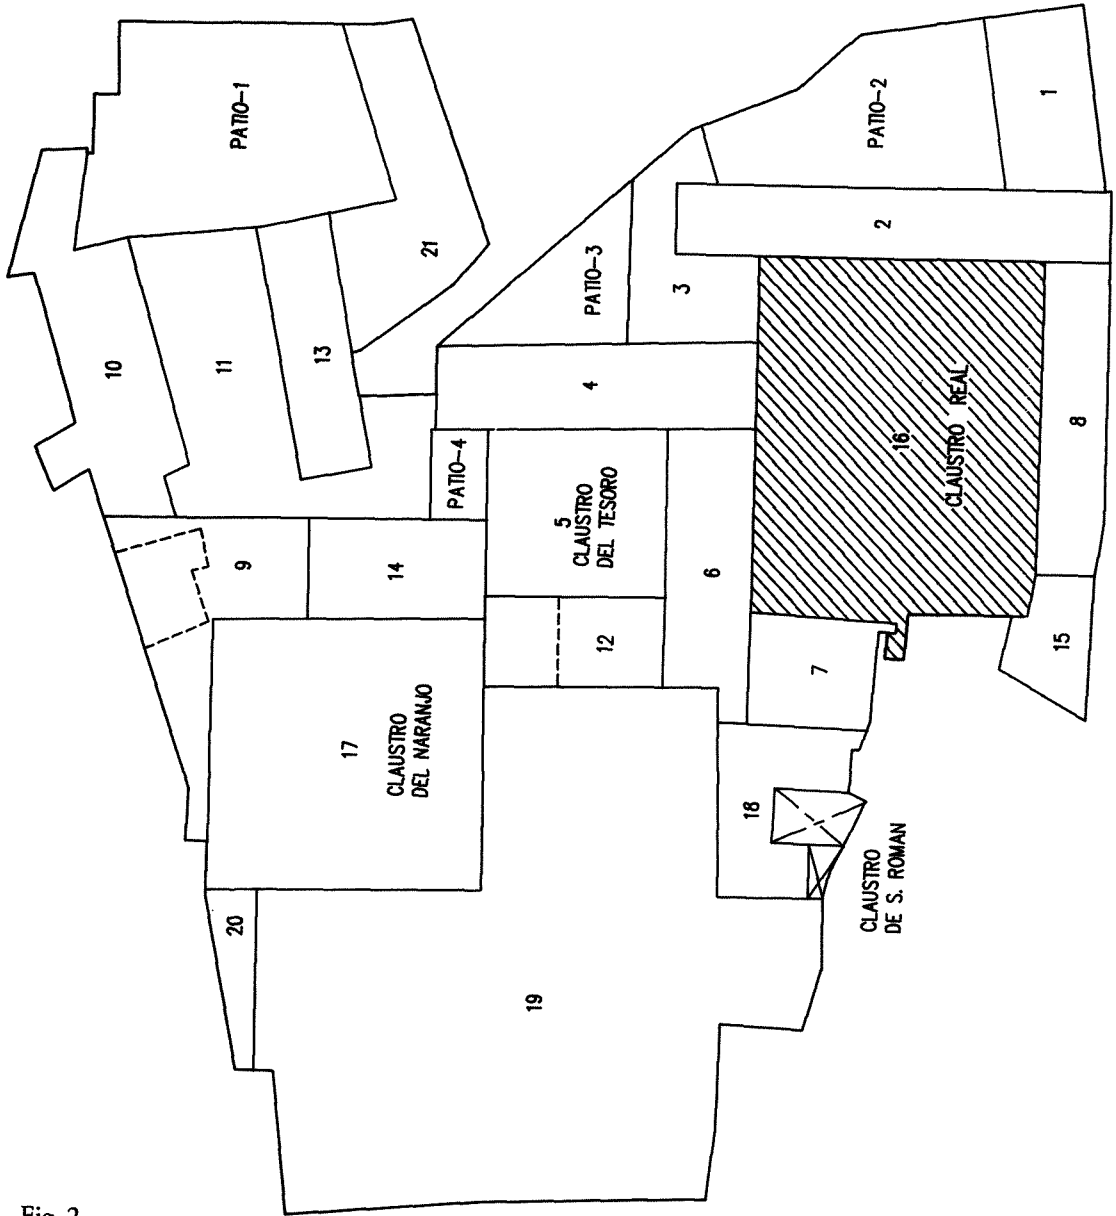 PATIO-1
PATIO-2
1
2
21
PATIO-3
3
10
11
13
4
16
CLAUSTRO REAL
8
PATIO-4
5
CLAUSTRO
DEL TESORO
9
14
6
12
7
15
17
CLAUSTRO
DEL NARANJO
18
CLAUSTRO
DE S. ROMAN
20
19
Fig. 2